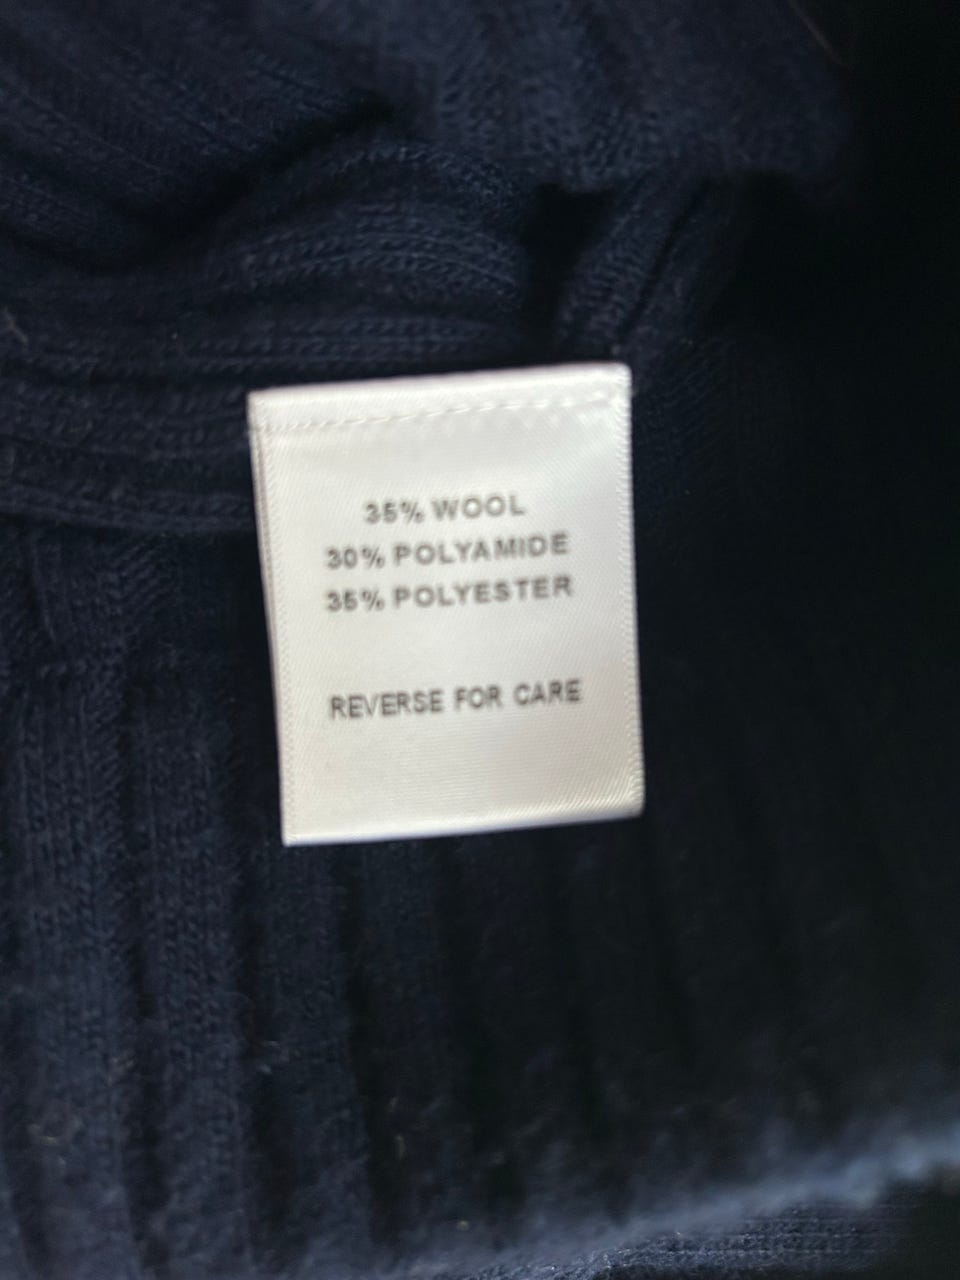 35% WOOL
30% POLYAMIDE
35% POLYESTER
REVERSE FOR CARE